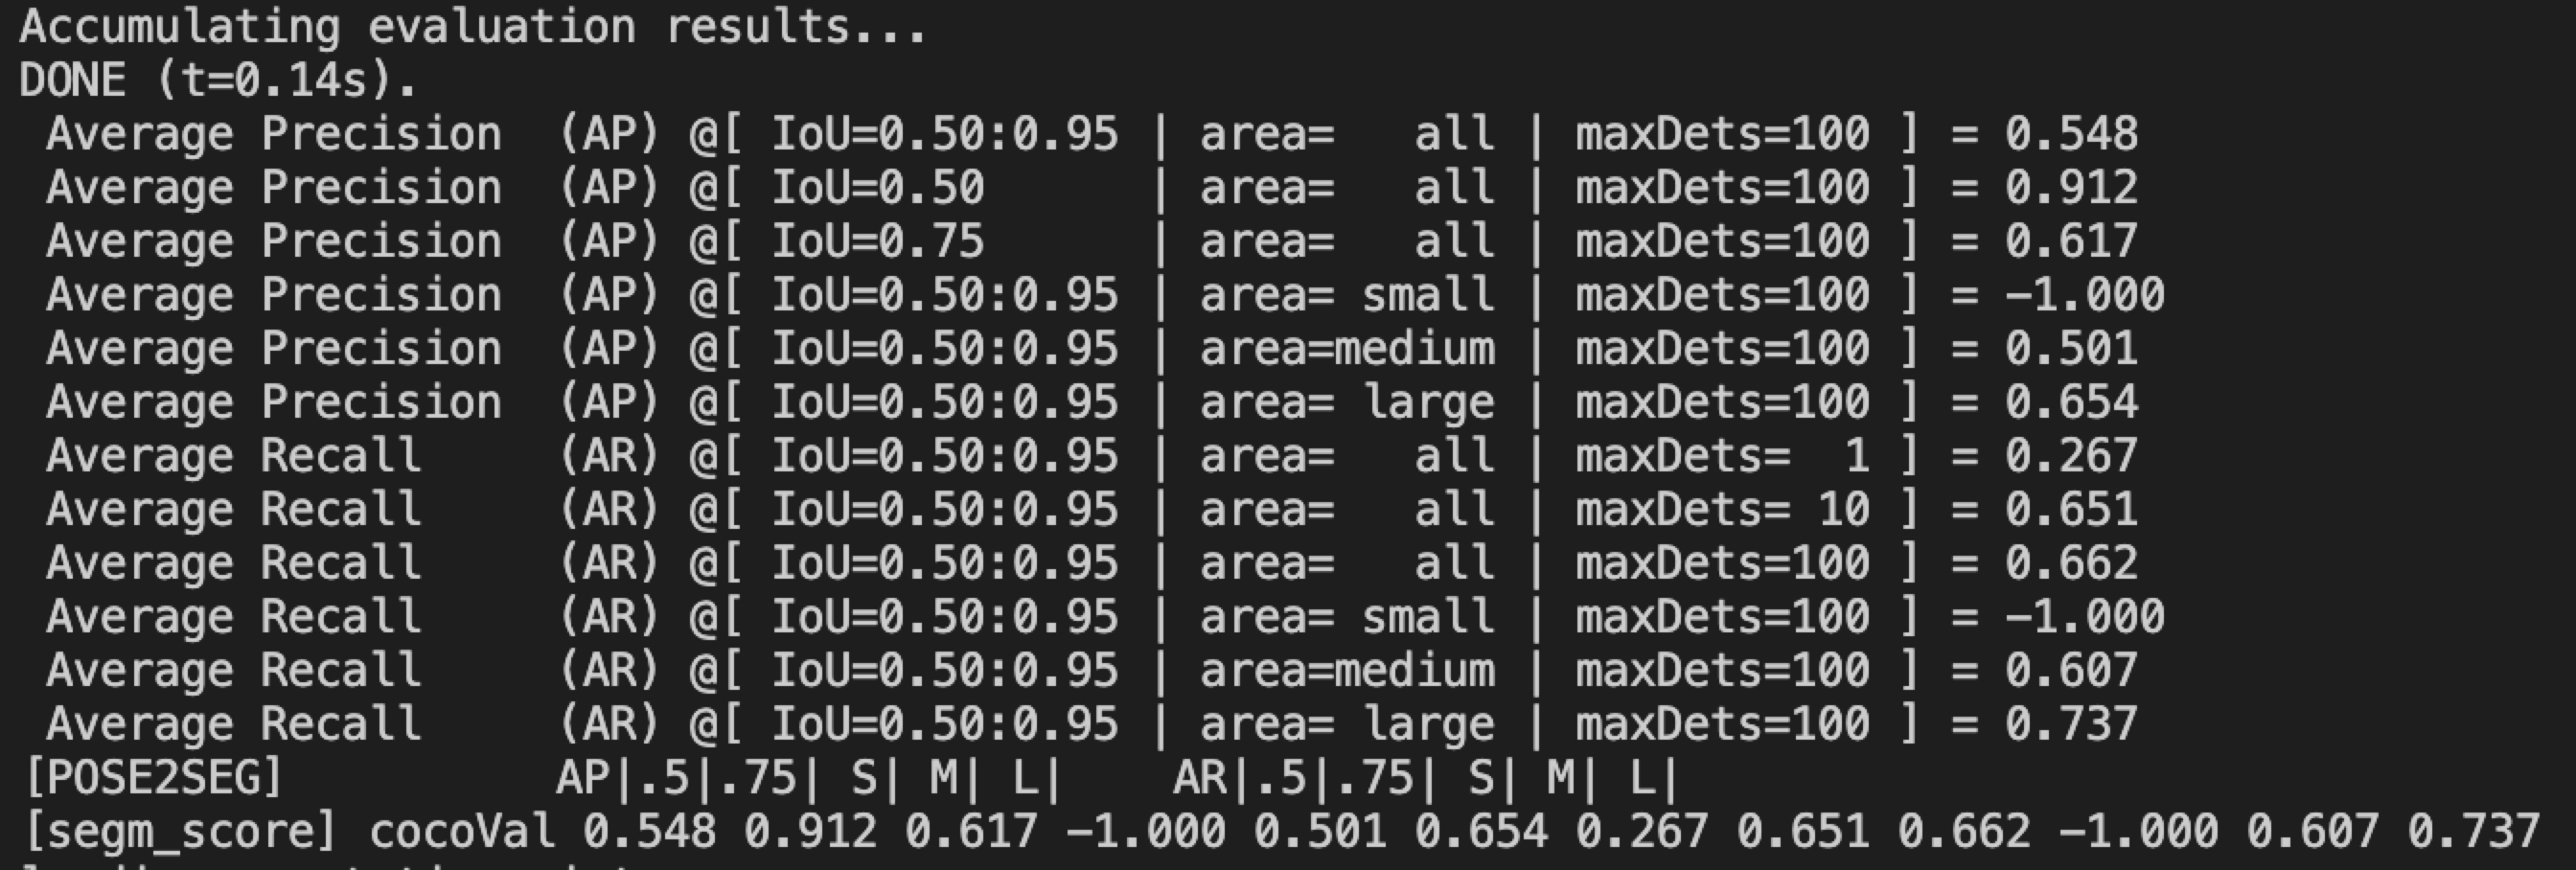 Accumulating evaluation results...
DONE (t=0.14s).
 Average Precision  (AP) @[ IoU=0.50:0.95 | area=   all | maxDets=100 ] = 0.548
 Average Precision  (AP) @[ IoU=0.50      | area=   all | maxDets=100 ] = 0.912
 Average Precision  (AP) @[ IoU=0.75      | area=   all | maxDets=100 ] = 0.617
 Average Precision  (AP) @[ IoU=0.50:0.95 | area= small | maxDets=100 ] = -1.000
 Average Precision  (AP) @[ IoU=0.50:0.95 | area=medium | maxDets=100 ] = 0.501
 Average Precision  (AP) @[ IoU=0.50:0.95 | area= large | maxDets=100 ] = 0.654
 Average Recall     (AR) @[ IoU=0.50:0.95 | area=   all | maxDets=  1 ] = 0.267
 Average Recall     (AR) @[ IoU=0.50:0.95 | area=   all | maxDets= 10 ] = 0.651
 Average Recall     (AR) @[ IoU=0.50:0.95 | area=   all | maxDets=100 ] = 0.662
 Average Recall     (AR) @[ IoU=0.50:0.95 | area= small | maxDets=100 ] = -1.000
 Average Recall     (AR) @[ IoU=0.50:0.95 | area=medium | maxDets=100 ] = 0.607
 Average Recall     (AR) @[ IoU=0.50:0.95 | area= large | maxDets=100 ] = 0.737
[POSE2SEG]          AP|.5|.75| S| M| L|    AR|.5|.75| S| M| L|
[segm_score] cocoVal 0.548 0.912 0.617 -1.000 0.501 0.654 0.267 0.651 0.662 -1.000 0.607 0.737